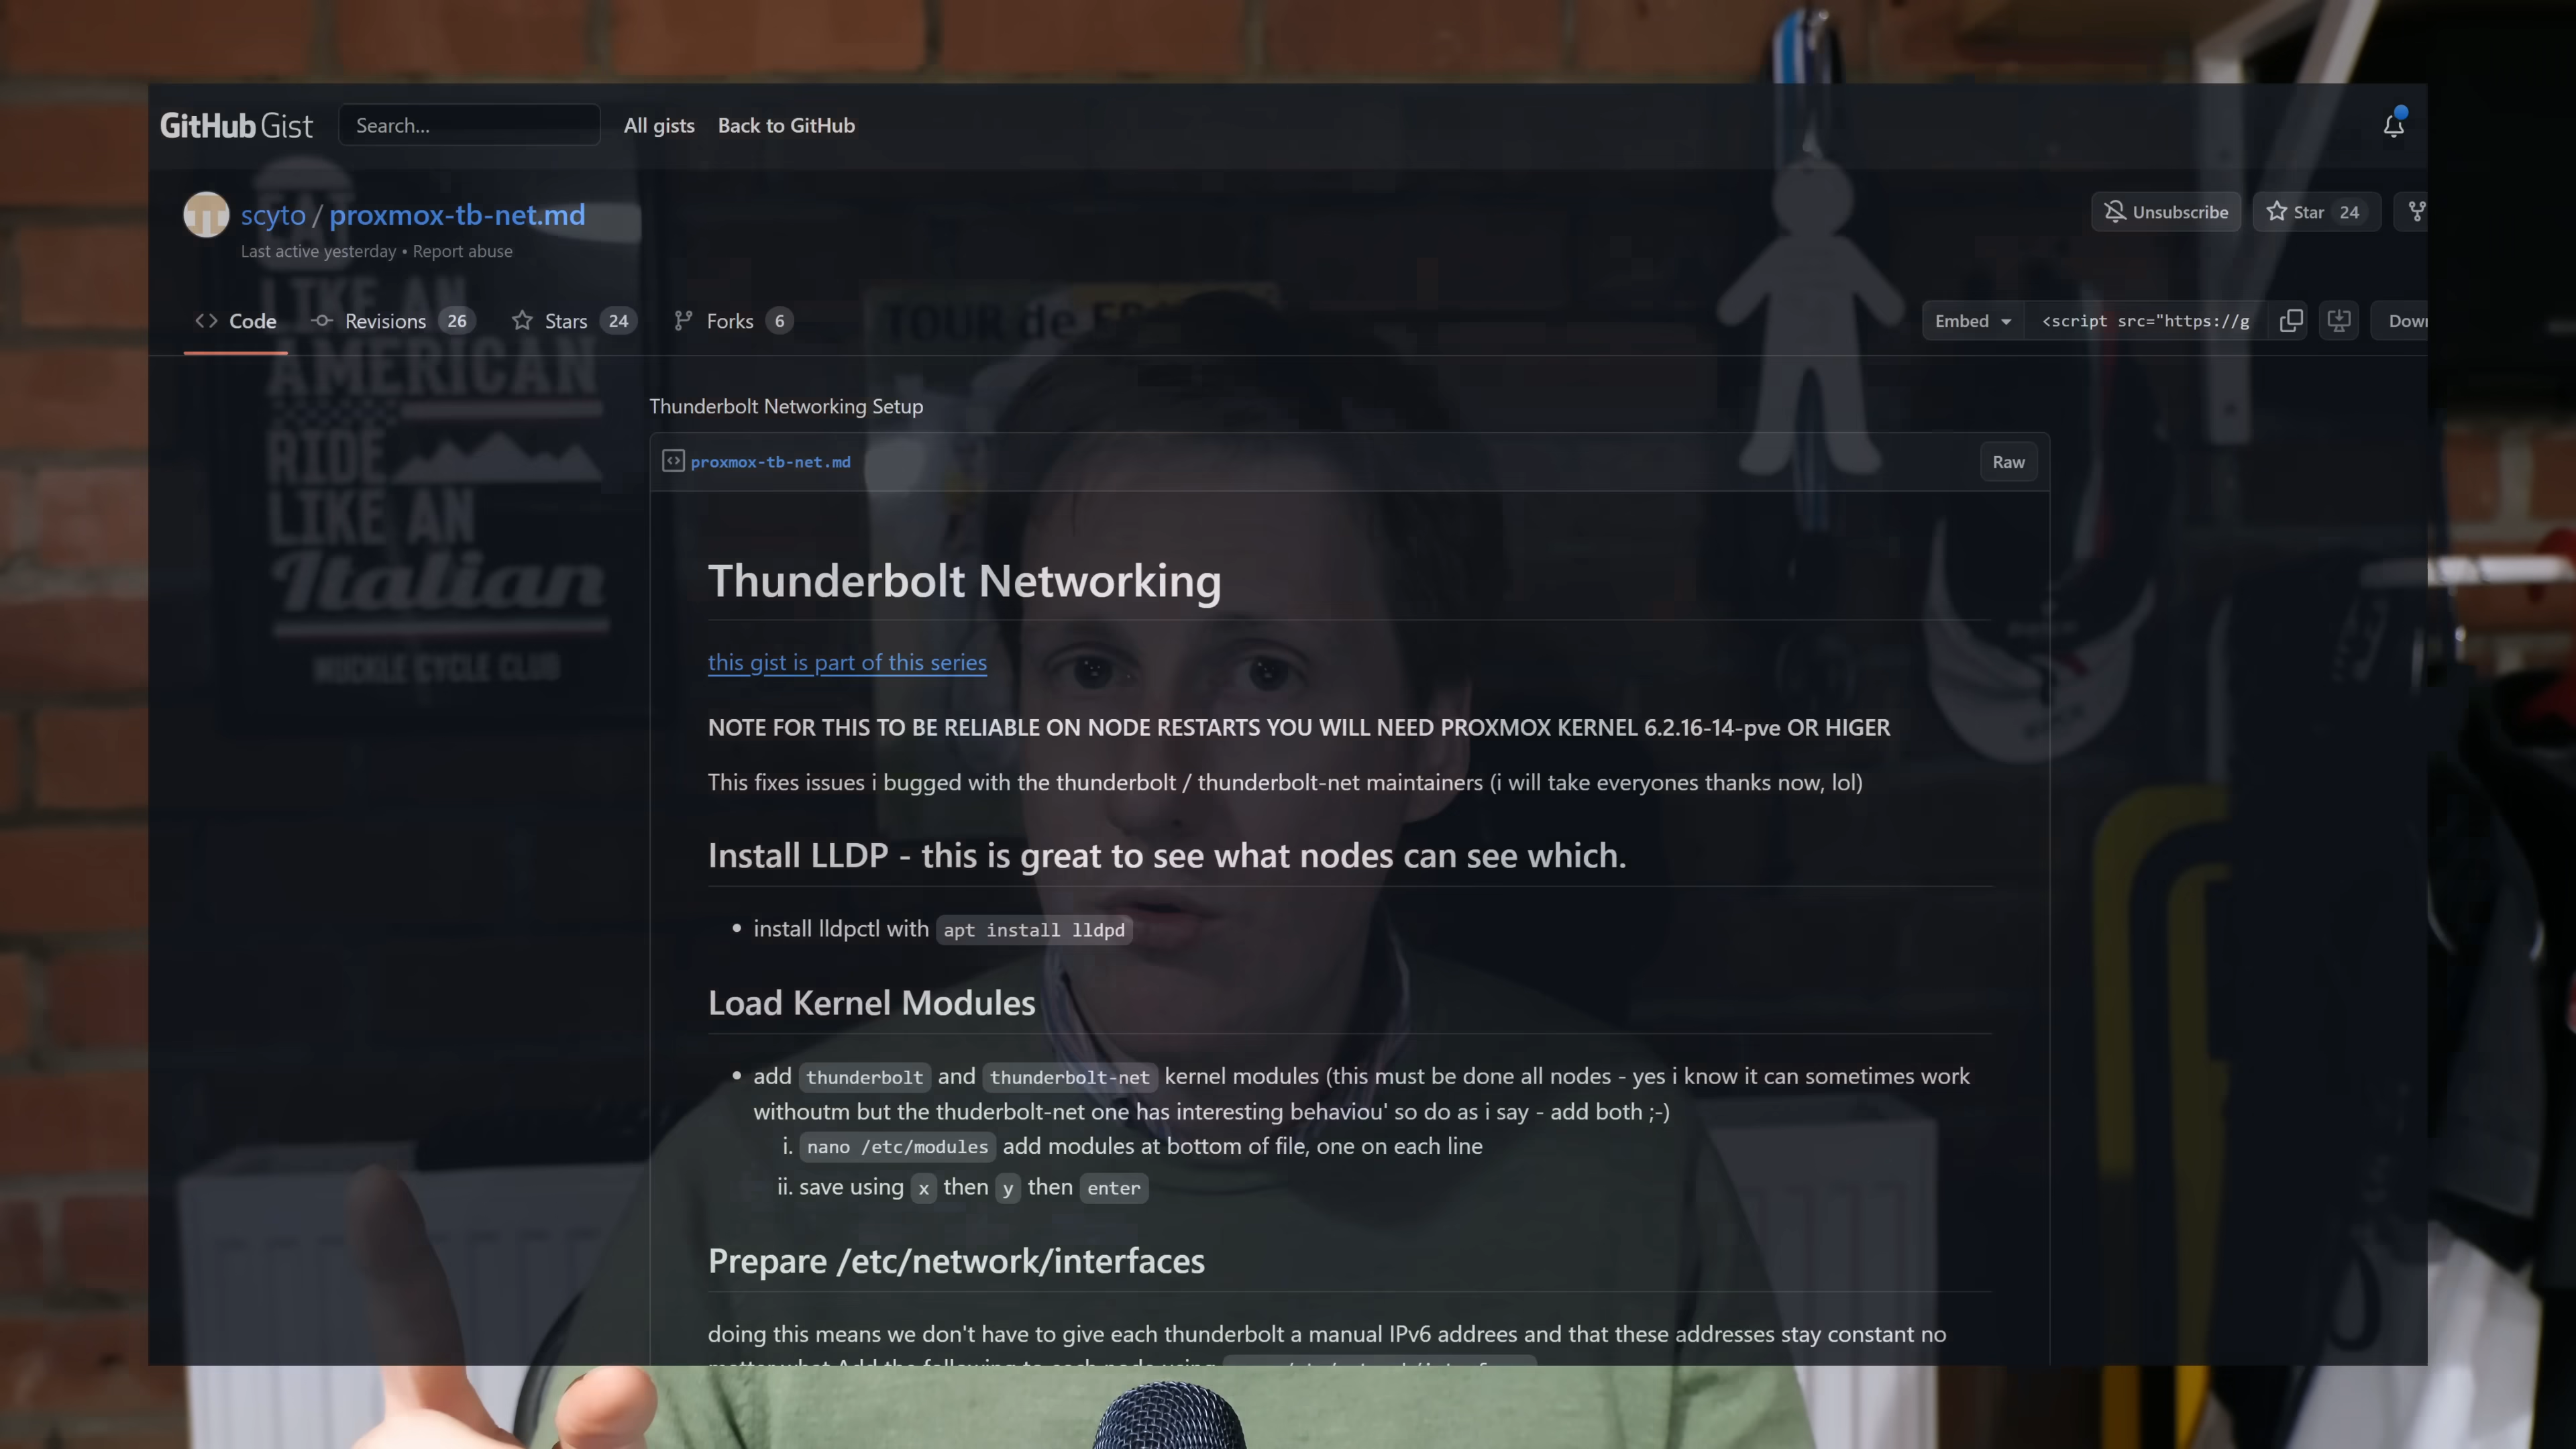 GitHub Gist Search... All gists Back to GitHub
scyto / proxmox-tb-net.md Unsubscribe Star 24
Last active yesterday • Report abuse
Code Revisions 26 Stars 24 Forks 6 Embed <script src="https://g
Thunderbolt Networking Setup
proxmox-tb-net.md Raw
Thunderbolt Networking
this gist is part of this series
NOTE FOR THIS TO BE RELIABLE ON NODE RESTARTS YOU WILL NEED PROXMOX KERNEL 6.2.16-14-pve OR HIGER
This fixes issues i bugged with the thunderbolt / thunderbolt-net maintainers (i will take everyones thanks now, lol)
Install LLDP - this is great to see what nodes can see which.
• install lldpctl with apt install lldpd
Load Kernel Modules
• add thunderbolt and thunderbolt-net kernel modules (this must be done all nodes - yes i know it can sometimes work
withoutm but the thuderbolt-net one has interesting behaviou' so do as i say - add both ;-)
i. nano /etc/modules add modules at bottom of file, one on each line
ii. save using x then y then enter
Prepare /etc/network/interfaces
doing this means we don't have to give each thunderbolt a manual IPv6 addrees and that these addresses stay constant no
EAT
LIKE AN
AMERICAN
RIDE
LIKE AN
Italian
MUCKLE CYCLE CLUB
TOUR de